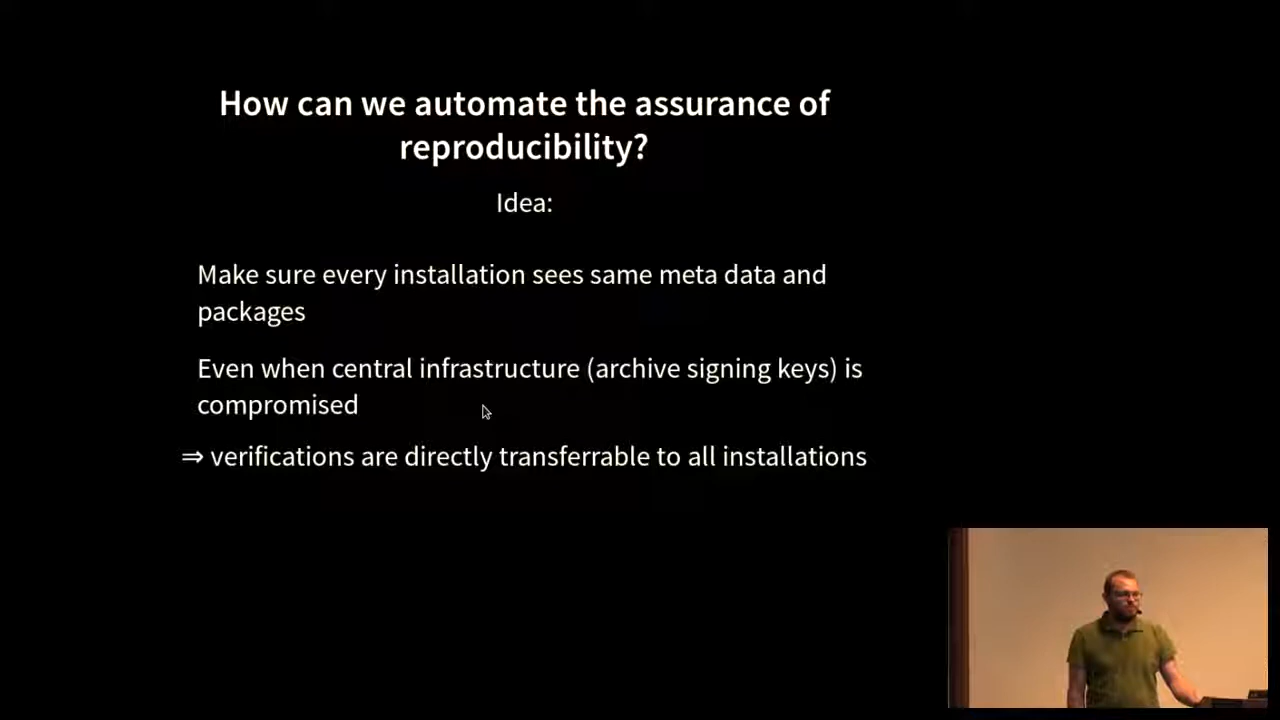 How can we automate the assurance of
reproducibility?
Idea:
Make sure every installation sees same meta data and
packages
Even when central infrastructure (archive signing keys) is
compromised
⇒ verifications are directly transferrable to all installations